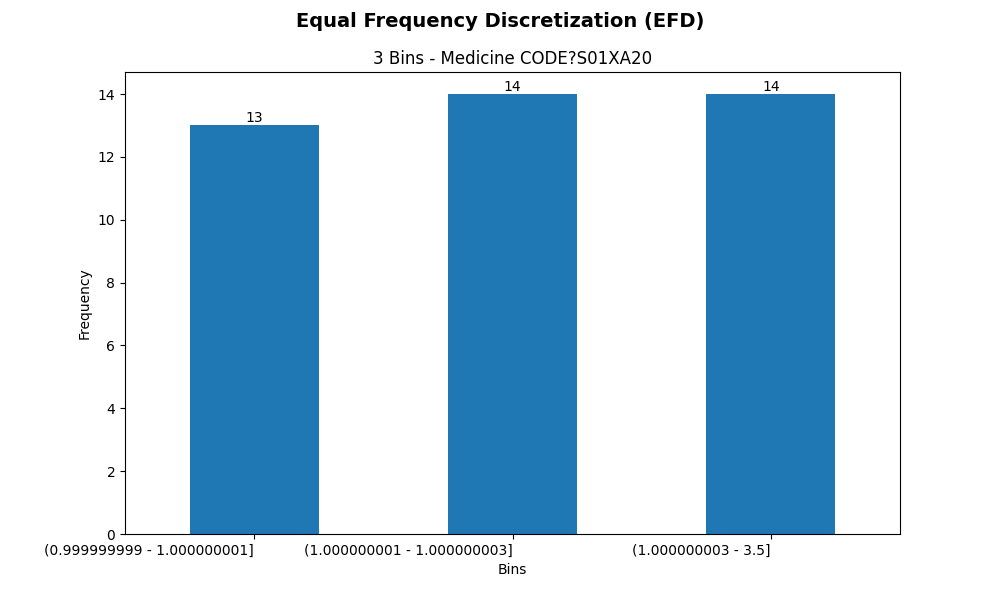 Equal Frequency Discretization (EFD)
3 Bins - Medicine CODE?S01XA20
14
12
10
8
6
4
2
0
Frequency
13
14
14
(0.999999999 - 1.000000001]
(1.000000001 - 1.000000003]
(1.000000003 - 3.5]
Bins